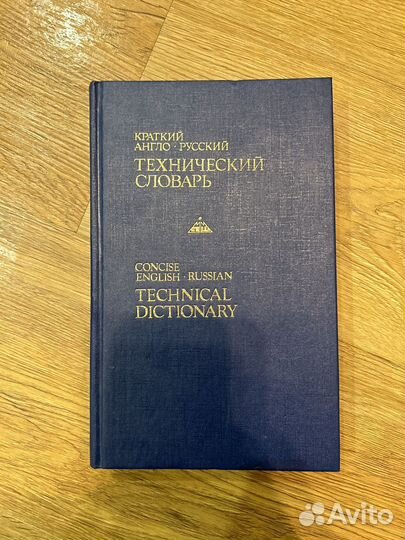 КРАТКИЙ
АНГЛО · РУССКИЙ
ТЕХНИЧЕСКИЙ
СЛОВАРЬ
CONCISE
ENGLISH · RUSSIAN
TECHNICAL
DICTIONARY
Avito